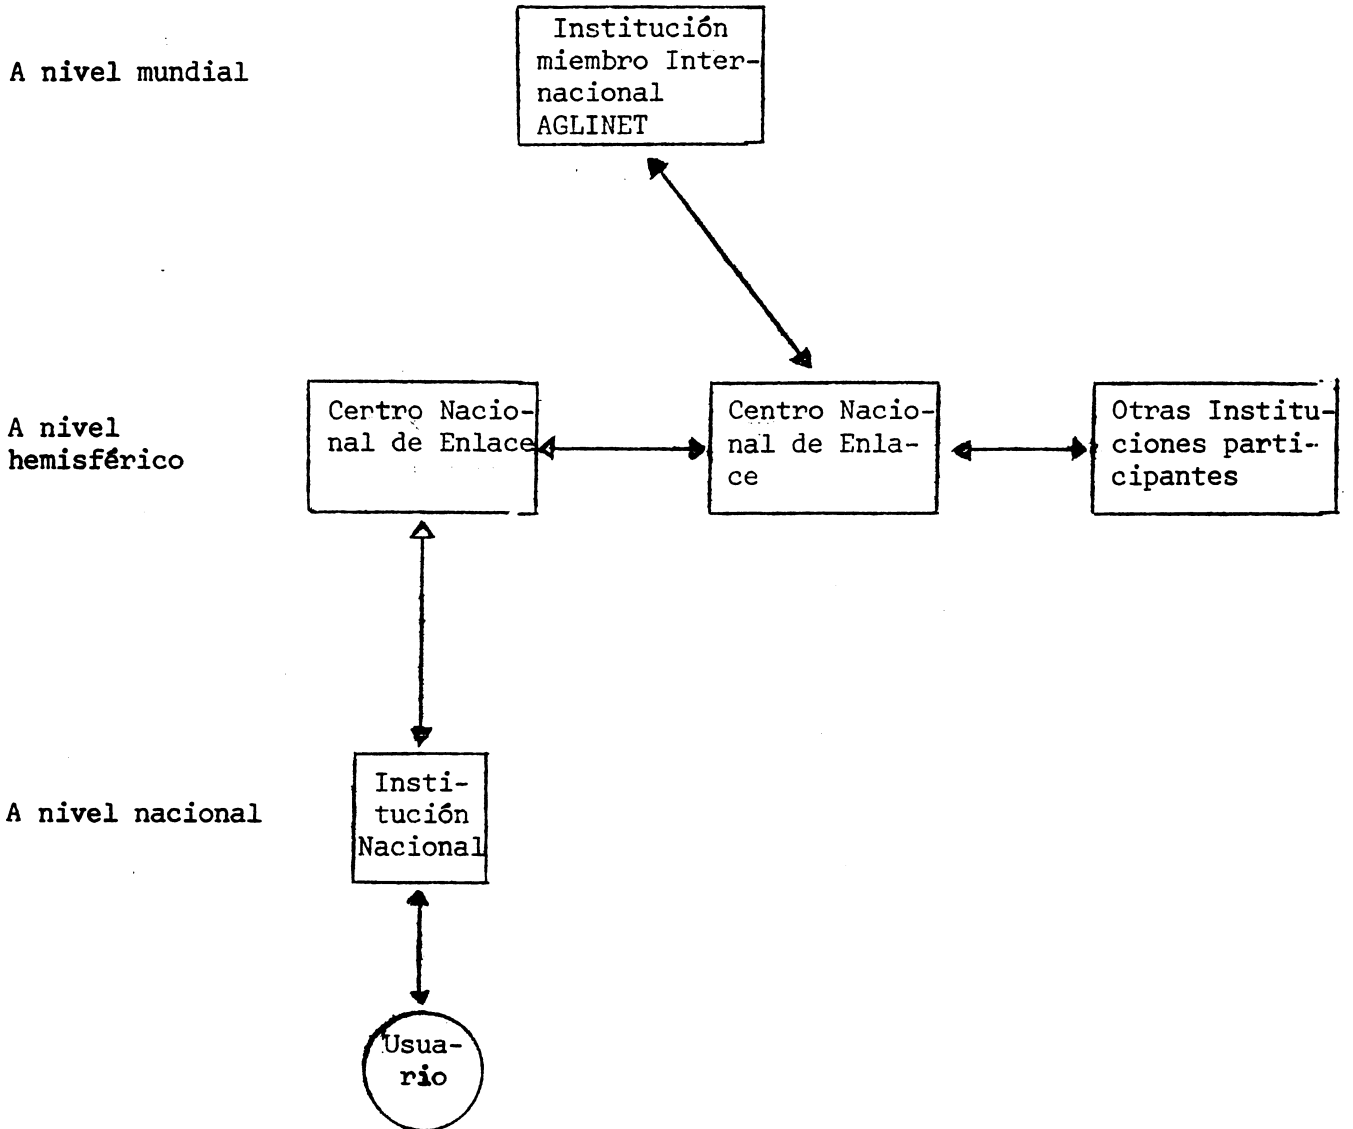 A nivel mundial
Institución
miembro Inter-
nacional
AGLINET
A nivel
hemisférico
Certro Nacio-
nal de Enlace
Centro Nacio-
nal de Enla-
ce
Otras Institu-
ciones parti-
cipantes
A nivel nacional
Insti-
tución
Nacional
Usua-
rio